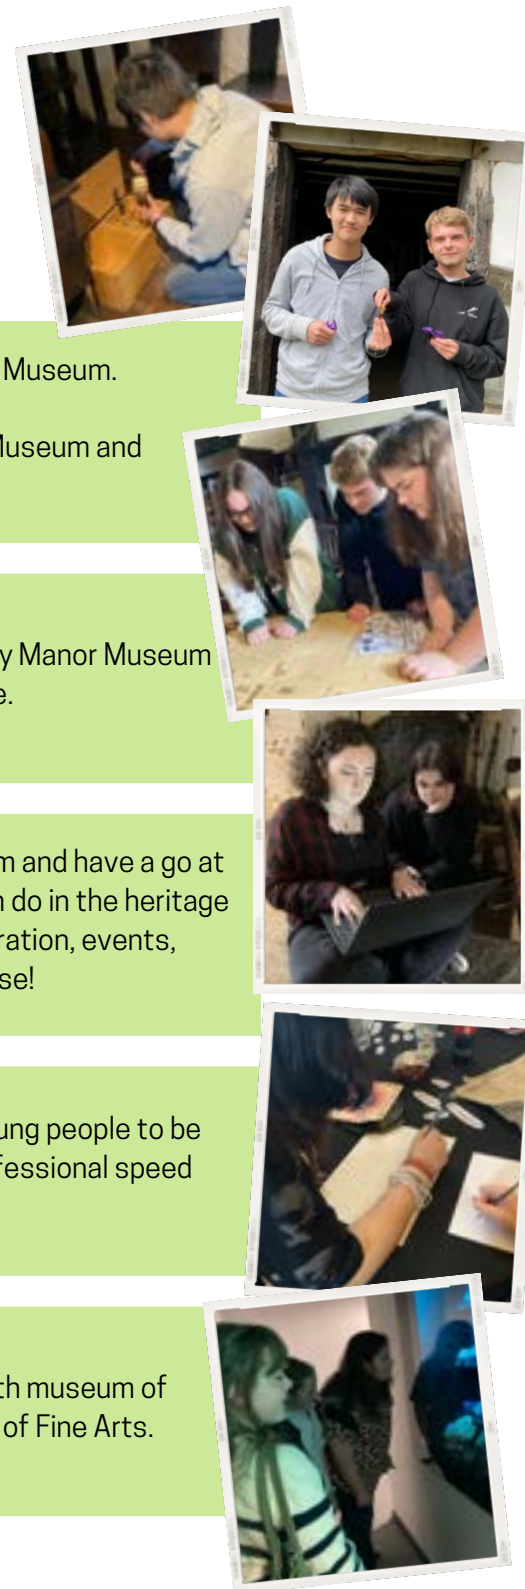 Museum.
Museum and
y Manor Museum
e.
m and have a go at
n do in the heritage
ration, events,
se!
ung people to be
fessional speed
th museum of
of Fine Arts.